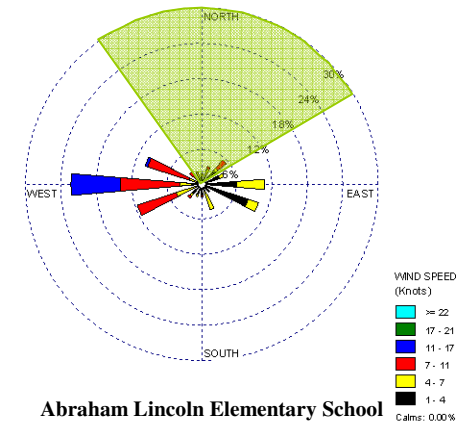 NORTH
30%
24%
18%
12%
6%
WEST
EAST
SOUTH
WIND SPEED
(Knots)
>= 22
17 - 21
11 - 17
7 - 11
4 - 7
1 - 4
Calms: 0.00%
Abraham Lincoln Elementary School